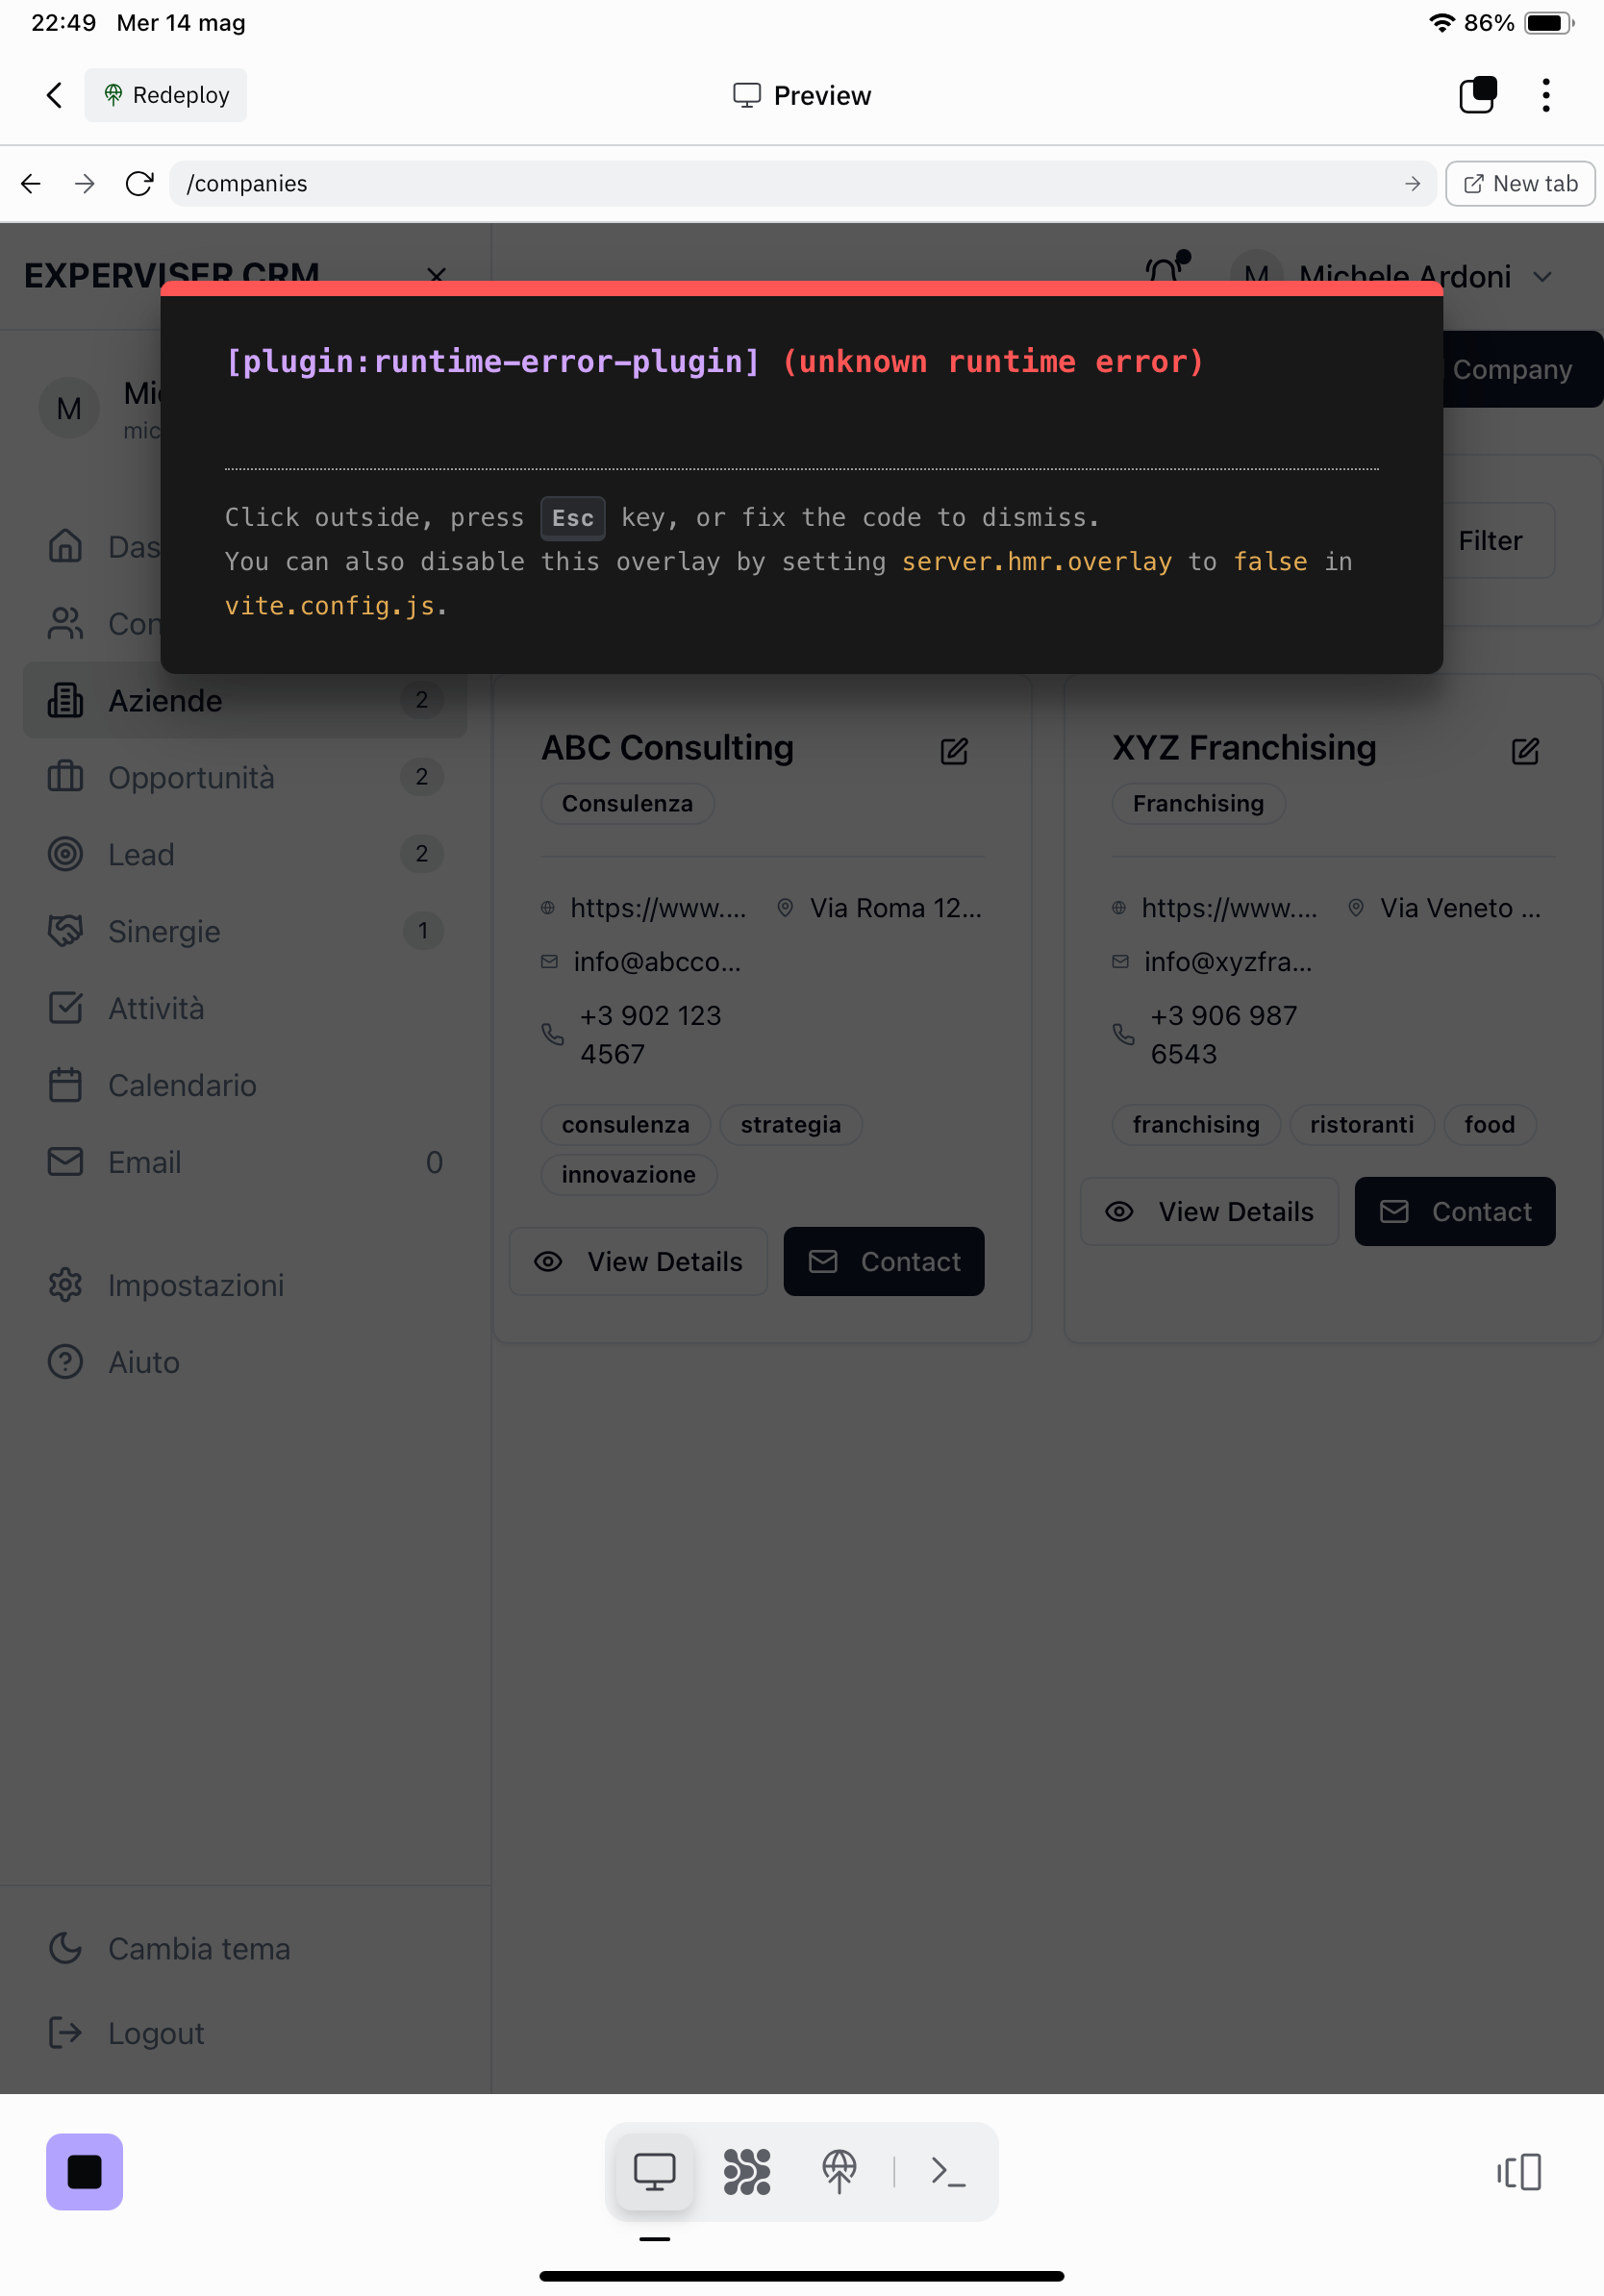 22:49 Mer 14 mag
86%
Redeploy
Preview
/companies
New tab
EXPERVISER CRM
M
Michele Ardoni
[plugin:runtime-error-plugin] (unknown runtime error)
Click outside, press Esc key, or fix the code to dismiss.
You can also disable this overlay by setting server.hmr.overlay to false in
vite.config.js.
Company
M
Mic
mic
Filter
Das
Con
Aziende 2
Opportunità 2
Lead 2
Sinergie 1
Attività
Calendario
Email 0
Impostazioni
Aiuto
Cambia tema
Logout
ABC Consulting
Consulenza
https://www.... Via Roma 12...
info@abcco...
+3 902 123
4567
consulenza strategia
innovazione
View Details Contact
XYZ Franchising
Franchising
https://www.... Via Veneto ...
info@xyzfra...
+3 906 987
6543
franchising ristoranti food
View Details Contact